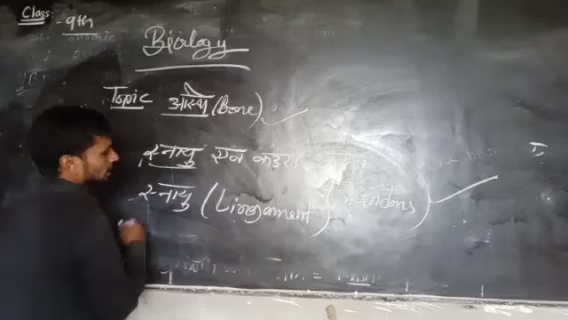 Class - 9th
Biology
Topic अस्थि (Bone)
स्नायु एवं कंडरा
स्नायु (Lingament)